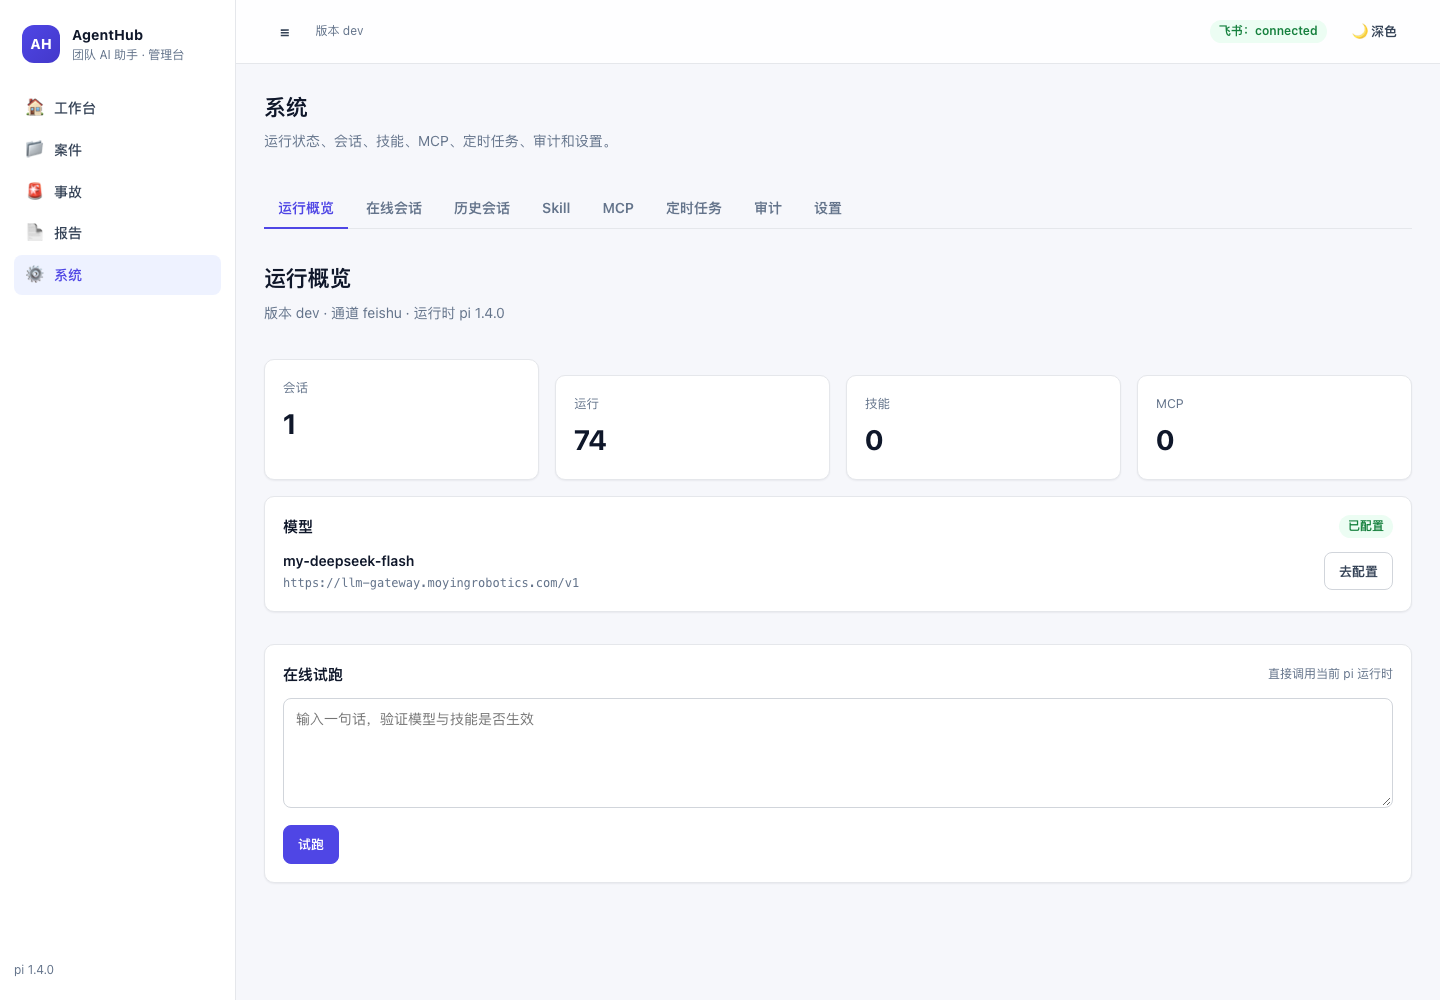 AH
AgentHub
团队 AI 助手 · 管理台
工作台
案件
事故
报告
系统
pi 1.4.0
≡
版本 dev
飞书：connected
🌙 深色
系统
运行状态、会话、技能、MCP、定时任务、审计和设置。
运行概览 在线会话 历史会话 Skill MCP 定时任务 审计 设置
运行概览
版本 dev · 通道 feishu · 运行时 pi 1.4.0
会话
1
运行
74
技能
0
MCP
0
模型
已配置
my-deepseek-flash
https://llm-gateway.moyingrobotics.com/v1
去配置
在线试跑
直接调用当前 pi 运行时
输入一句话，验证模型与技能是否生效
试跑